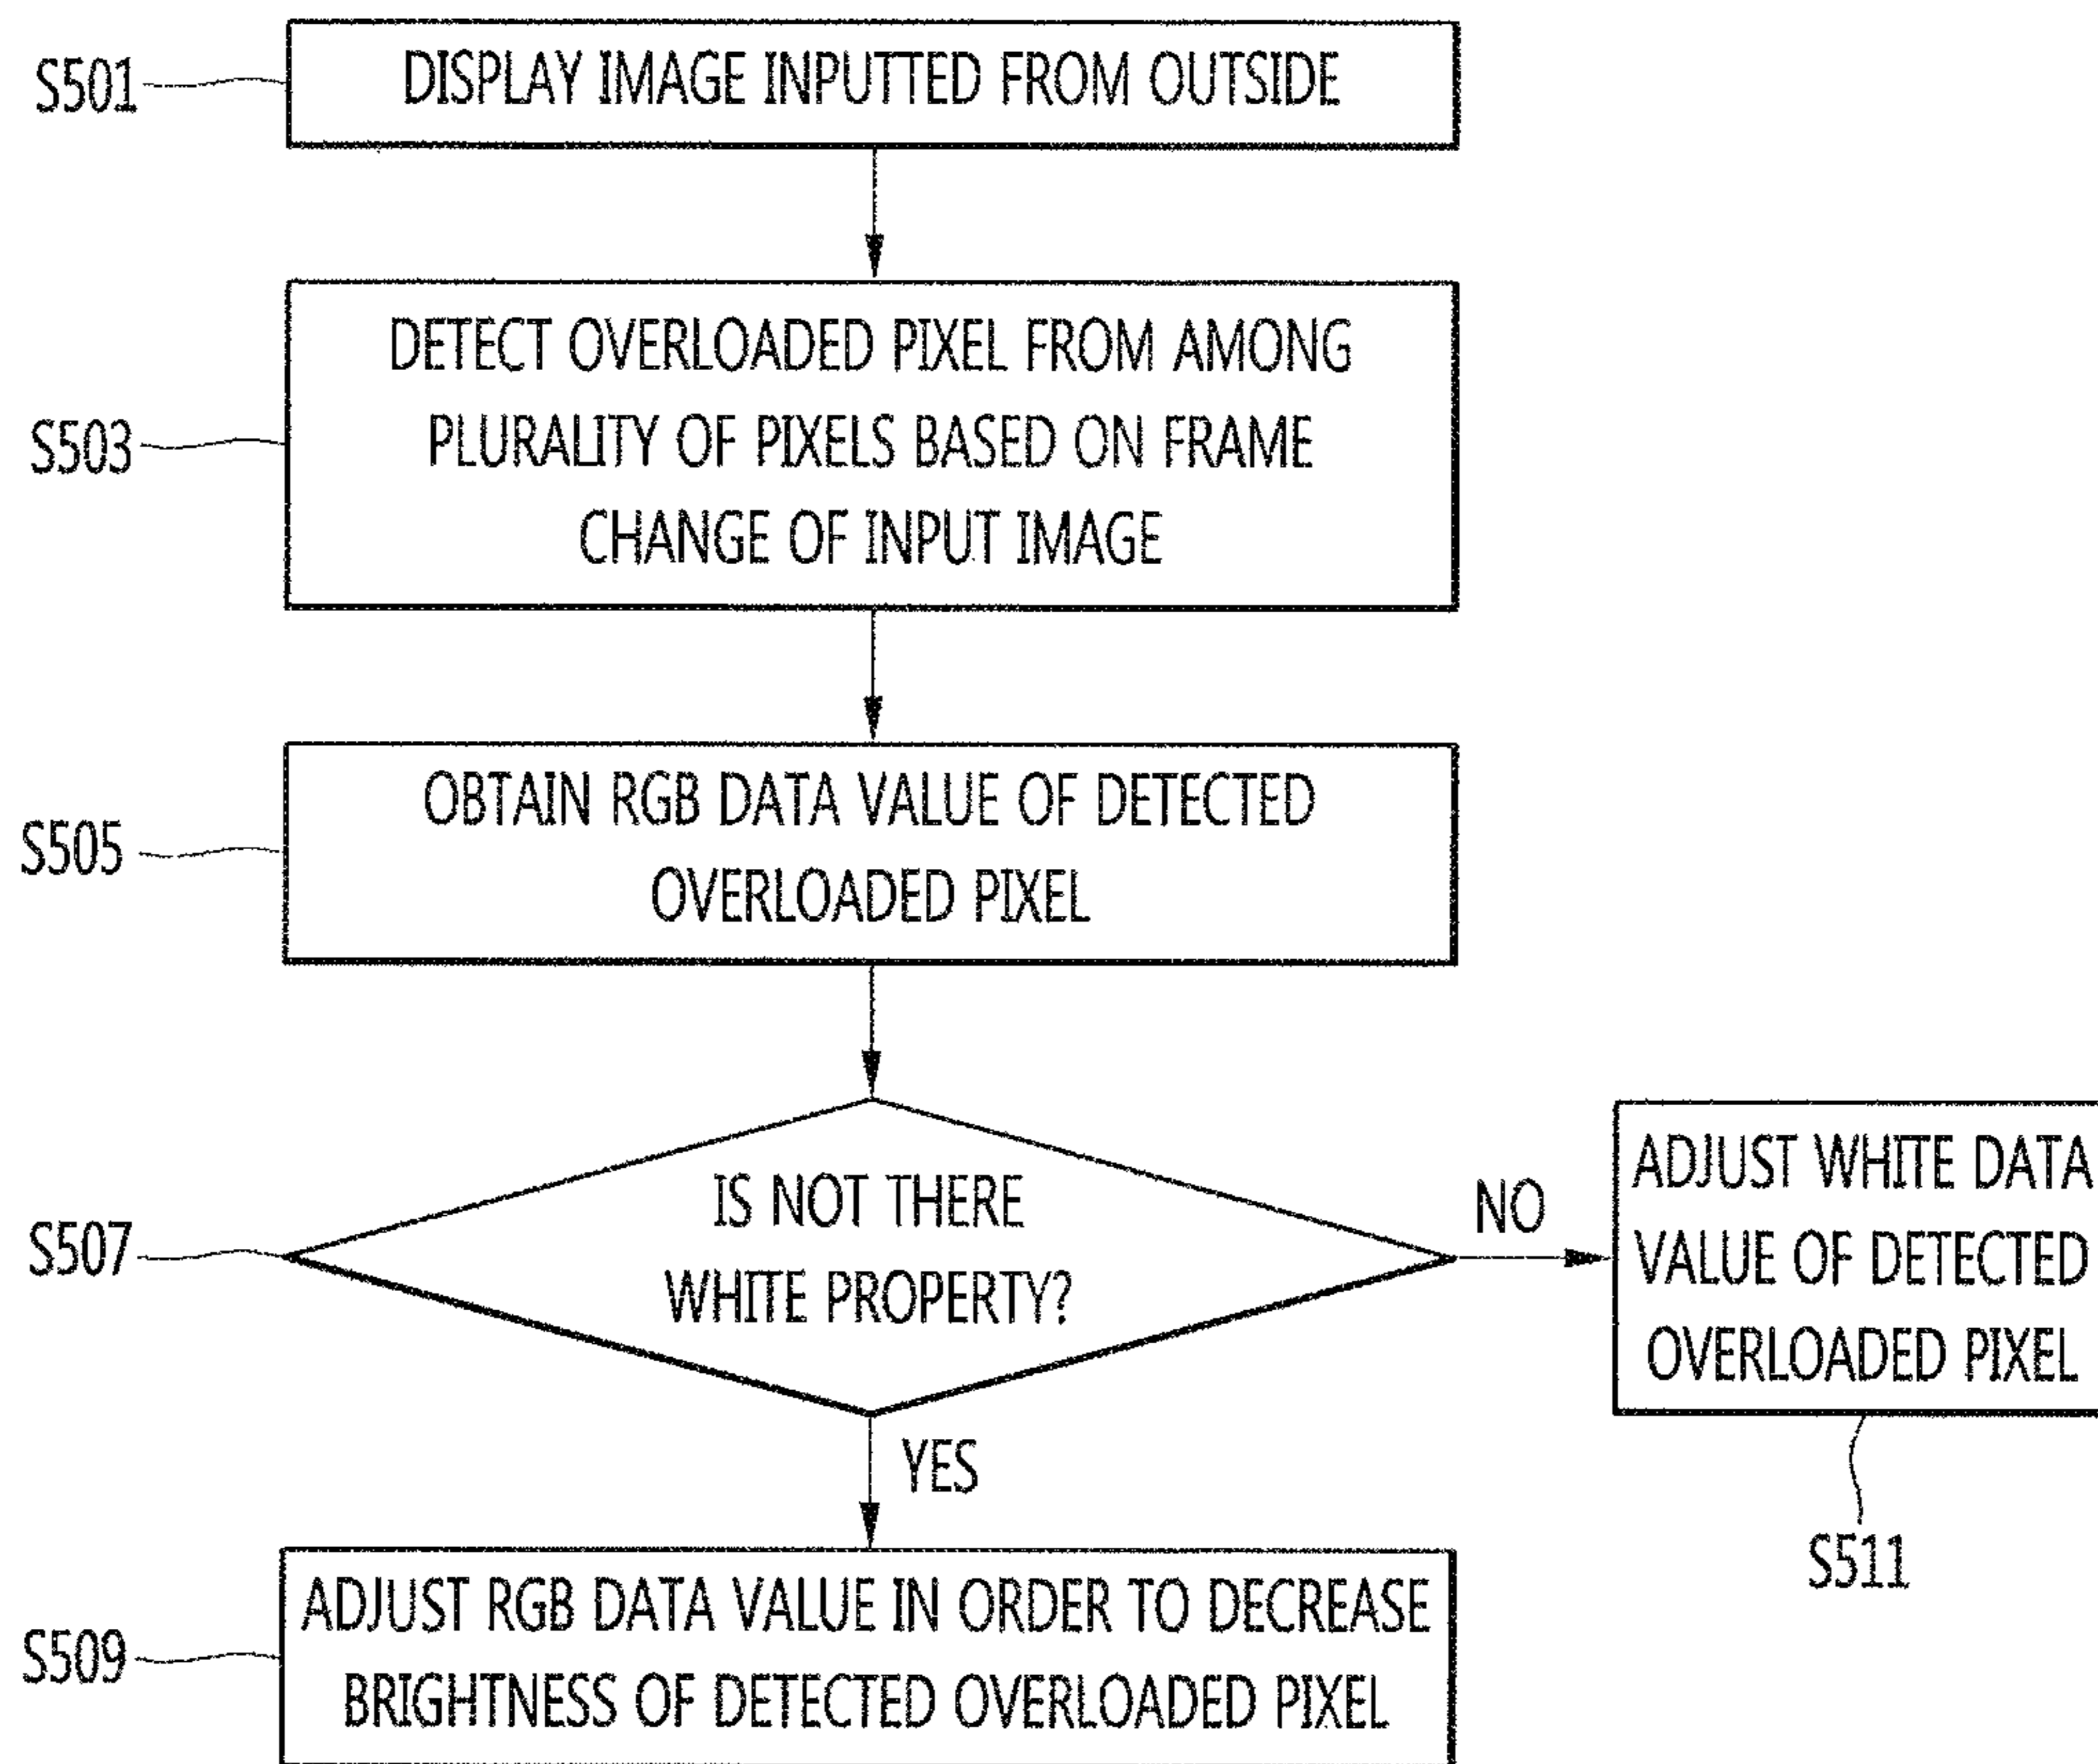 S501
DISPLAY IMAGE INPUTTED FROM OUTSIDE
S503
DETECT OVERLOADED PIXEL FROM AMONG
PLURALITY OF PIXELS BASED ON FRAME
CHANGE OF INPUT IMAGE
S505
OBTAIN RGB DATA VALUE OF DETECTED
OVERLOADED PIXEL
S507
IS NOT THERE
WHITE PROPERTY?
NO
ADJUST WHITE DATA
VALUE OF DETECTED
OVERLOADED PIXEL
S511
YES
S509
ADJUST RGB DATA VALUE IN ORDER TO DECREASE
BRIGHTNESS OF DETECTED OVERLOADED PIXEL